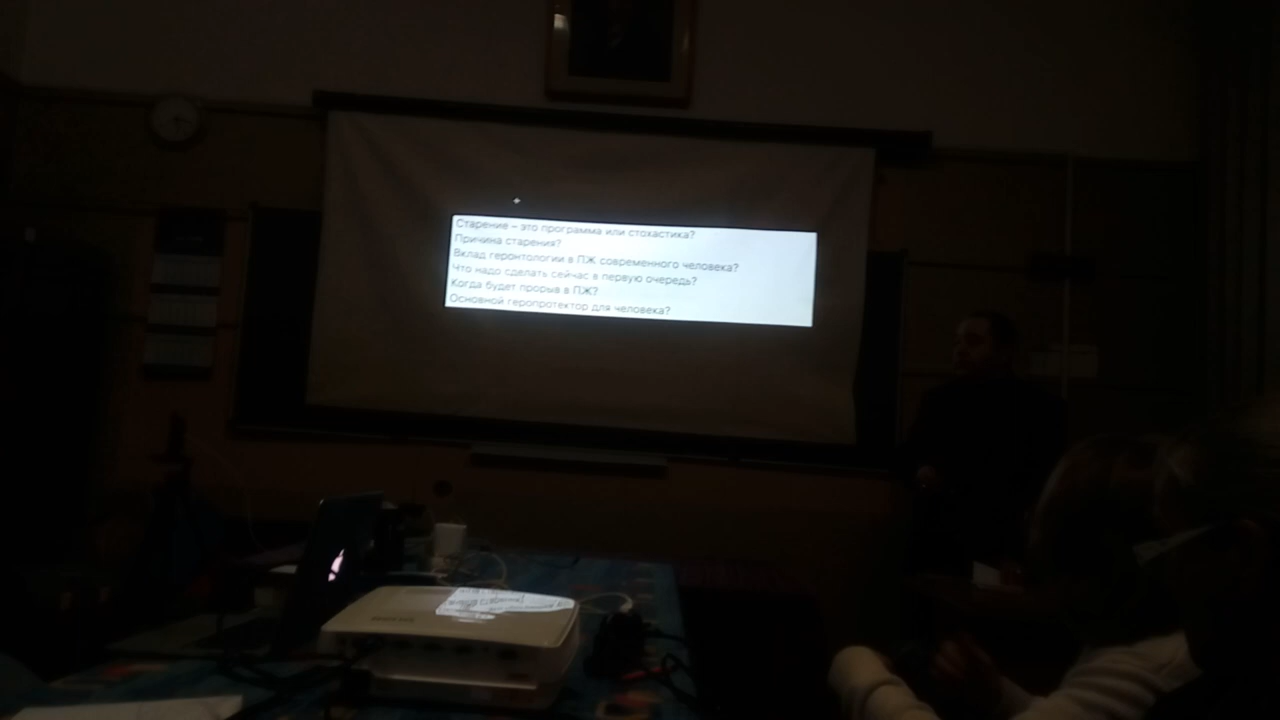 Старение – это программа или стохастика?
Причина старения?
Вклад геронтологии в ПЖ современного человека?
Что надо сделать сейчас в первую очередь?
Когда будет прорыв в ПЖ?
Основной геропротектор для человека?